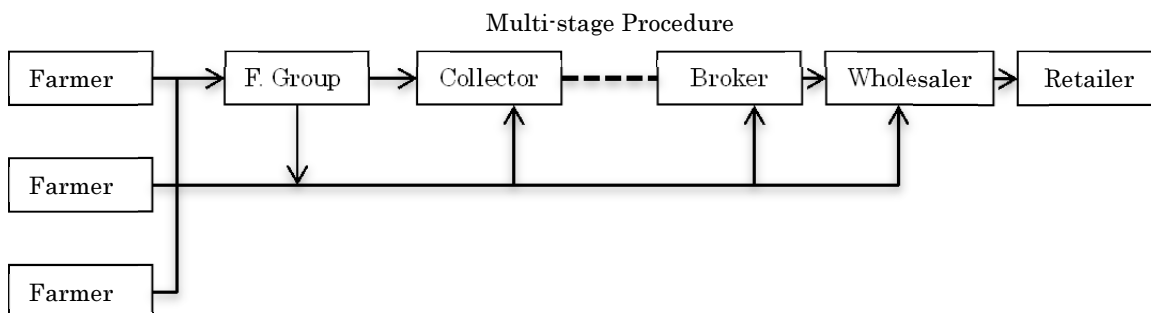 Multi-stage Procedure
Farmer
F. Group
Collector
Broker
Wholesaler
Retailer
Farmer
Farmer